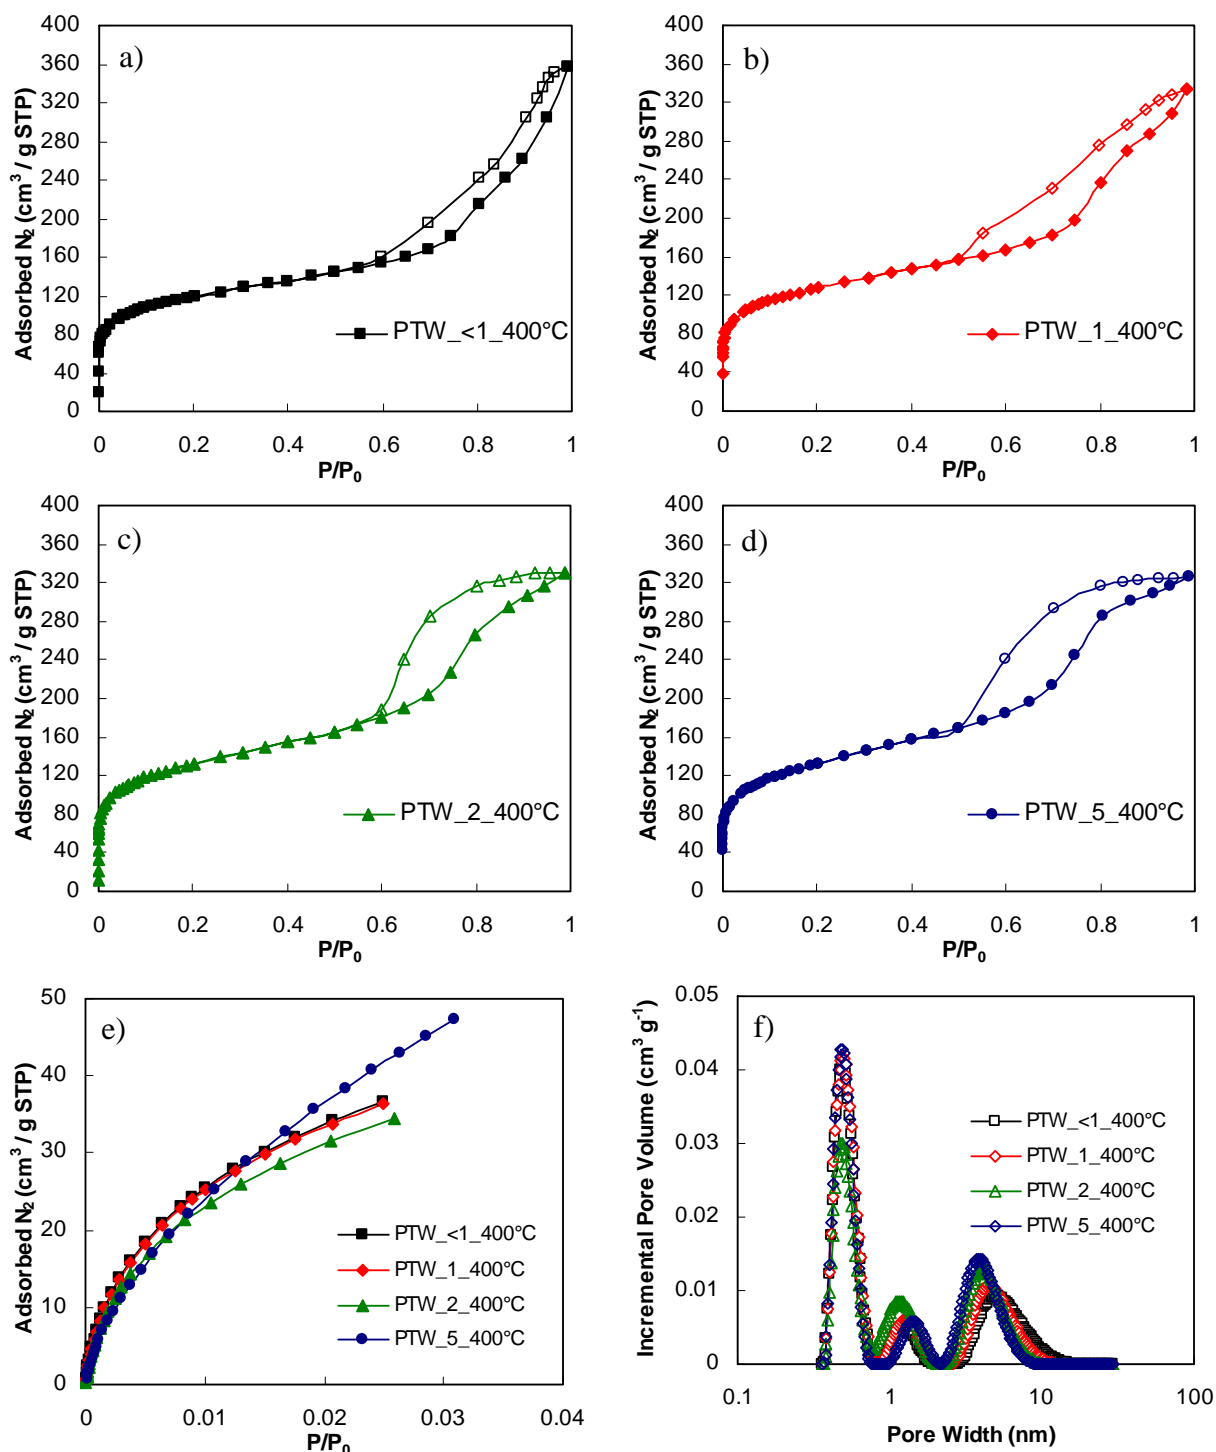 a)
Adsorbed N₂ (cm³ / g STP)
400
360
320
280
240
200
160
120
80
40
0
PTW_<1_400°C
0 0.2 0.4 0.6 0.8 1
P/P₀
b)
Adsorbed N₂ (cm³ / g STP)
400
360
320
280
240
200
160
120
80
40
0
PTW_1_400°C
0 0.2 0.4 0.6 0.8 1
P/P₀
c)
Adsorbed N₂ (cm³ / g STP)
400
360
320
280
240
200
160
120
80
40
0
PTW_2_400°C
0 0.2 0.4 0.6 0.8 1
P/P₀
d)
Adsorbed N₂ (cm³ / g STP)
400
360
320
280
240
200
160
120
80
40
0
PTW_5_400°C
0 0.2 0.4 0.6 0.8 1
P/P₀
e)
Adsorbed N₂ (cm³ / g STP)
50
40
30
20
10
0
PTW_<1_400°C
PTW_1_400°C
PTW_2_400°C
PTW_5_400°C
0 0.01 0.02 0.03 0.04
P/P₀
f)
Incremental Pore Volume (cm³ g⁻¹)
0.05
0.04
0.03
0.02
0.01
0
PTW_<1_400°C
PTW_1_400°C
PTW_2_400°C
PTW_5_400°C
0.1 1 10 100
Pore Width (nm)